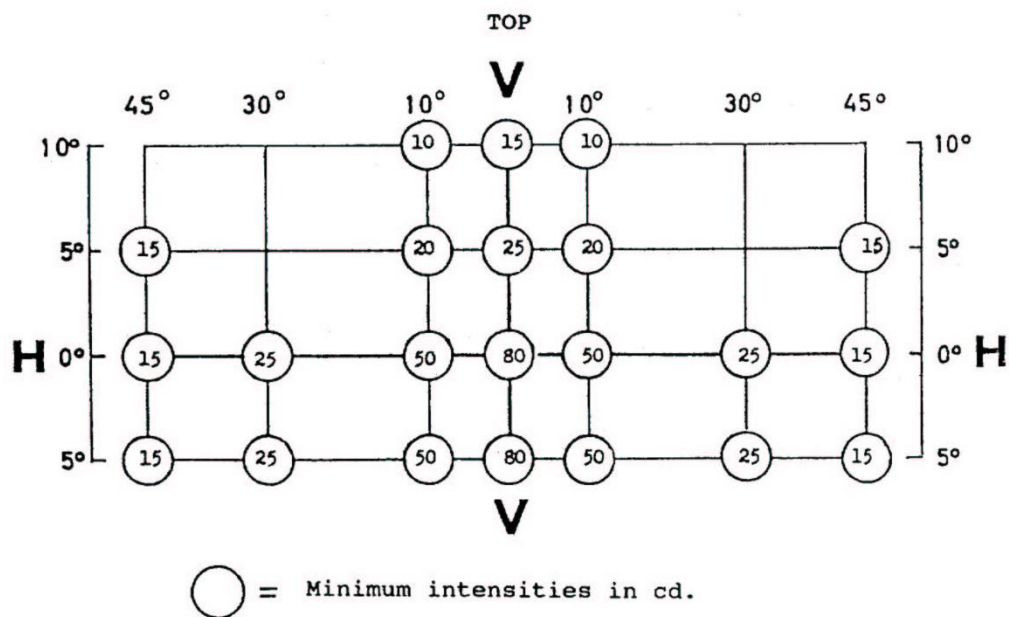 TOP
V
45° 30° 10° 10° 30° 45°
10° 10 15 10 10°
5° 15 20 25 20 15 5°
H 0° 15 25 50 80 50 25 15 0° H
5° 15 25 50 80 50 25 15 5°
V
= Minimum intensities in cd.